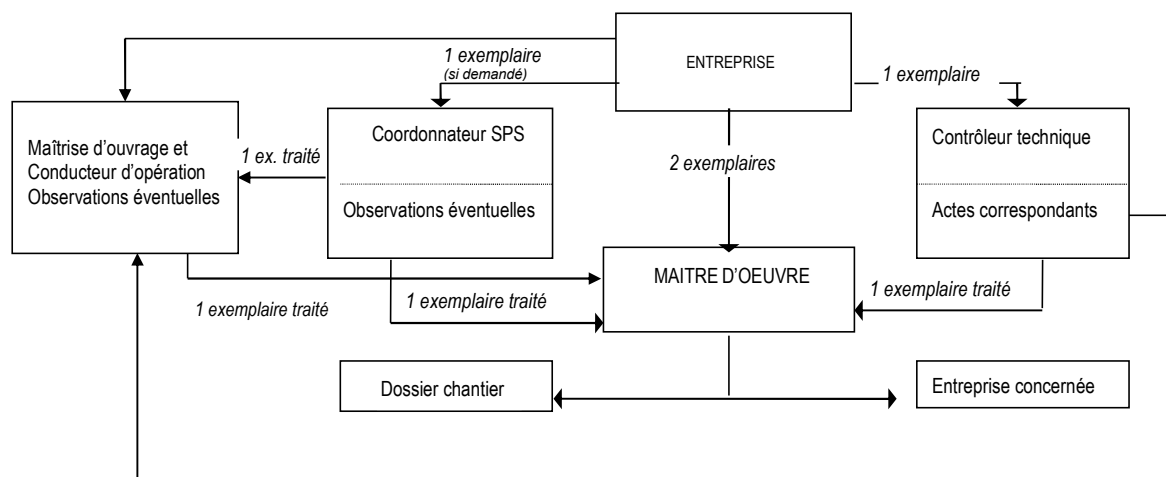 1 exemplaire
(si demandé)
ENTREPRISE
1 exemplaire
Maîtrise d'ouvrage et
Conducteur d'opération
Observations éventuelles
1 ex. traité
Coordonnateur SPS
Observations éventuelles
2 exemplaires
Contrôleur technique
Actes correspondants
MAITRE D'OEUVRE
1 exemplaire traité
1 exemplaire traité
1 exemplaire traité
Dossier chantier
Entreprise concernée